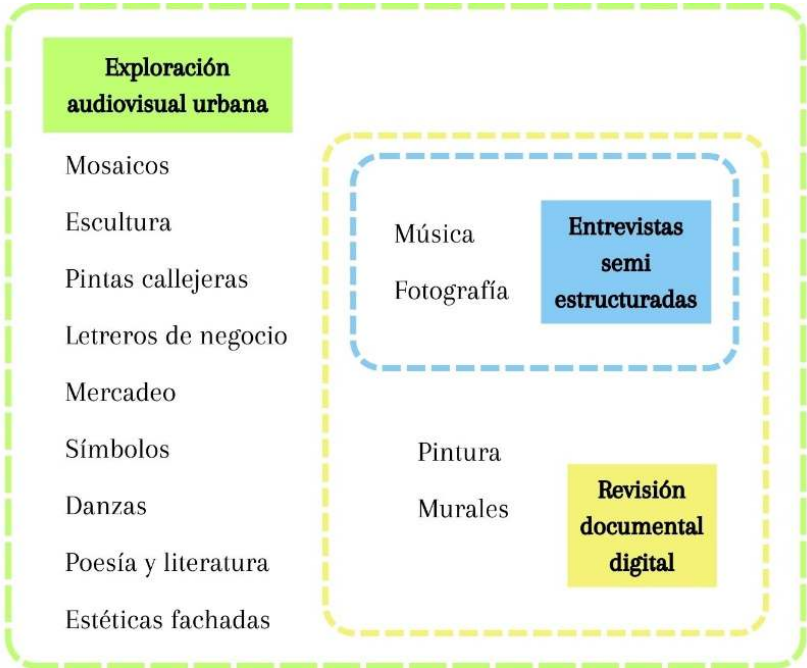 Exploración
audiovisual urbana
Mosaicos
Escultura
Pintas callejeras
Letreros de negocio
Mercadeo
Símbolos
Danzas
Poesía y literatura
Estéticas fachadas
Música
Fotografía
Entrevistas
semi
estructuradas
Pintura
Murales
Revisión
documental
digital